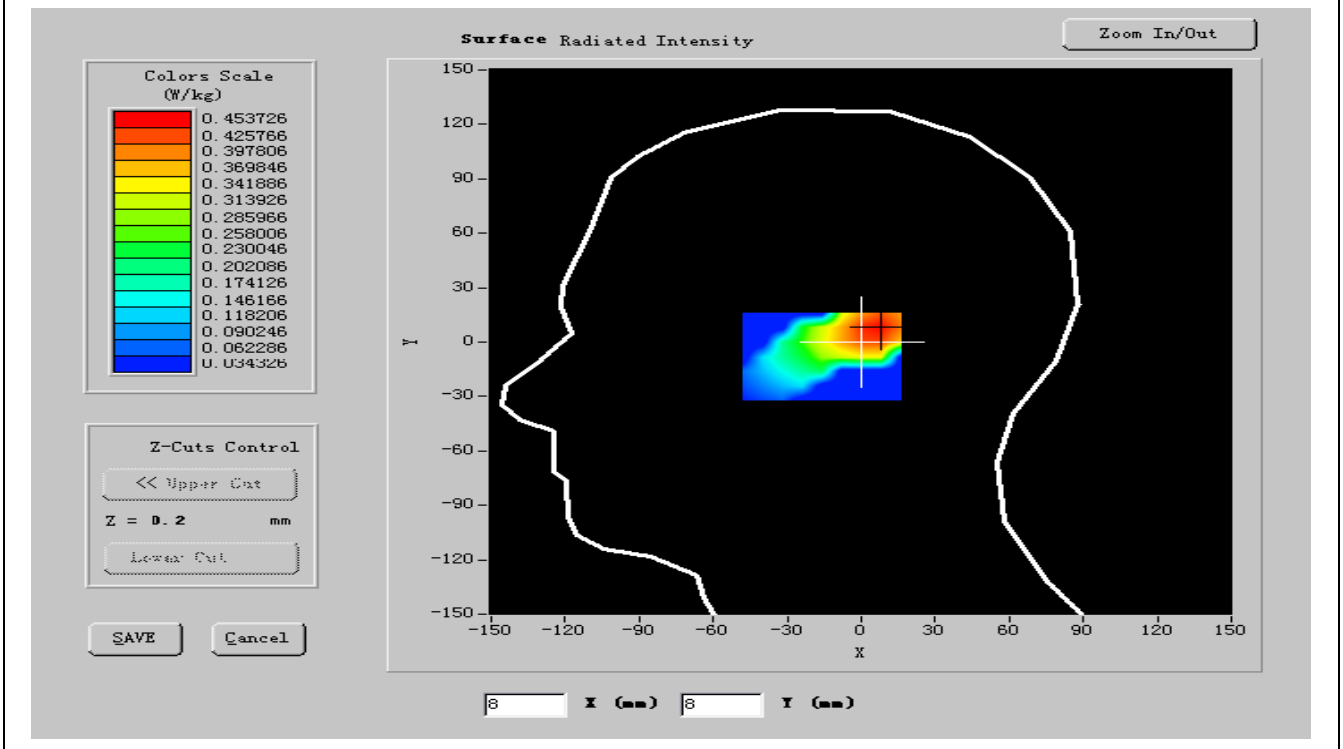 Surface Radiated Intensity
Zoom In/Out
Colors Scale
(W/kg)
0.453726
0.425766
0.397806
0.369846
0.341886
0.313926
0.285966
0.258006
0.230046
0.202086
0.174126
0.146166
0.118206
0.090246
0.062286
0.034326
Z-Cuts Control
<< Upper Cut
Z = 0.2 mm
Lower Cut
SAVE
Cancel
150
120
90
60
30
0
-30
-60
-90
-120
-150
Y
-150 -120 -90 -60 -30 0 30 60 90 120 150
X
8 X (mm) 8 Y (mm)